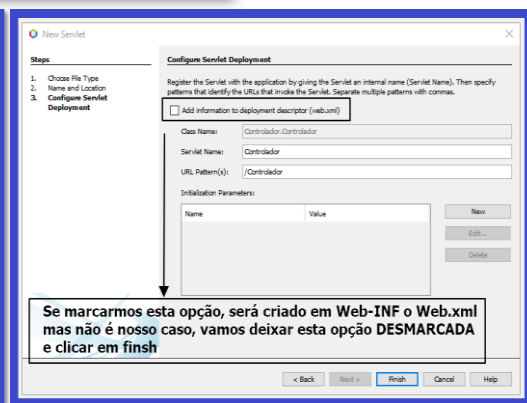 New Servlet
Steps
1. Choose File Type
2. Name and Location
3. Configure Servlet
Deployment
Configure Servlet Deployment
Register the Servlet with the application by giving the Servlet an internal name (Servlet Name). Then specify
patterns that identify the URLs that invoke the Servlet. Separate multiple patterns with commas.
Add information to deployment descriptor (web.xml)
Class Name: Controlador.Controlador
Servlet Name: Controlador
URL Pattern(s): /Controlador
Initialization Parameters:
Name Value
New
Edit...
Delete
Se marcarmos esta opção, será criado em Web-INF o Web.xml
mas não é nosso caso, vamos deixar esta opção DESMARCADA
e clicar em finsh
< Back Next > Finish Cancel Help